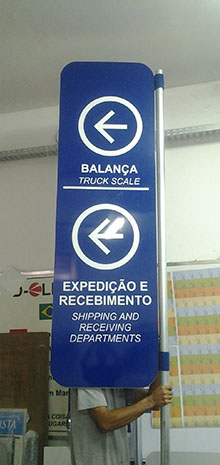 BALANÇA
TRUCK SCALE
EXPEDIÇÃO E
RECEBIMENTO
SHIPPING AND
RECEIVING
DEPARTMENTS